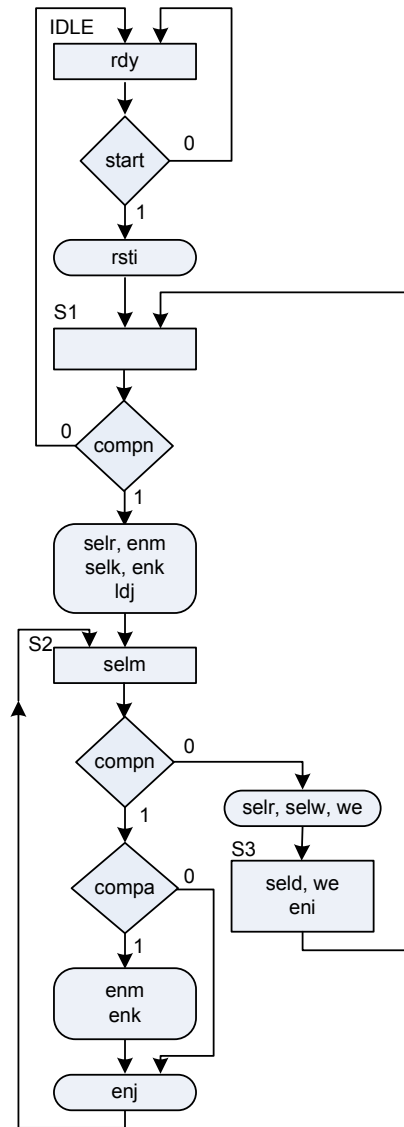 IDLE
rdy
start
0
1
rsti
S1
compn
0
1
selr, enm
selk, enk
ldj
S2
selm
compn
0
1
selr, selw, we
S3
seld, we
eni
compa
0
1
enm
enk
enj